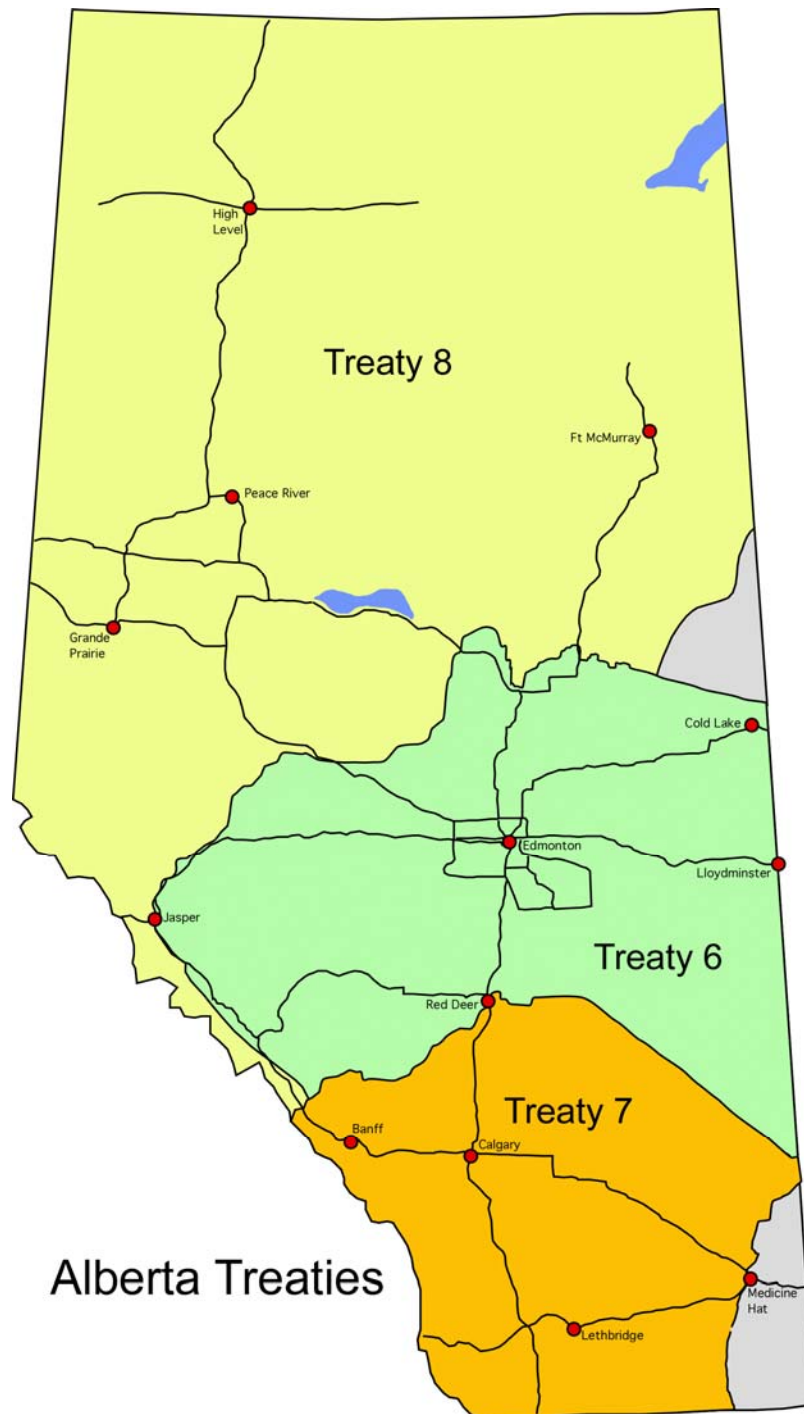 High
Level
Treaty 8
Ft McMurray
Peace River
Grande
Prairie
Cold Lake
Edmonton
Lloydminster
Jasper
Treaty 6
Red Deer
Treaty 7
Banff
Calgary
Alberta Treaties
Medicine
Hat
Lethbridge